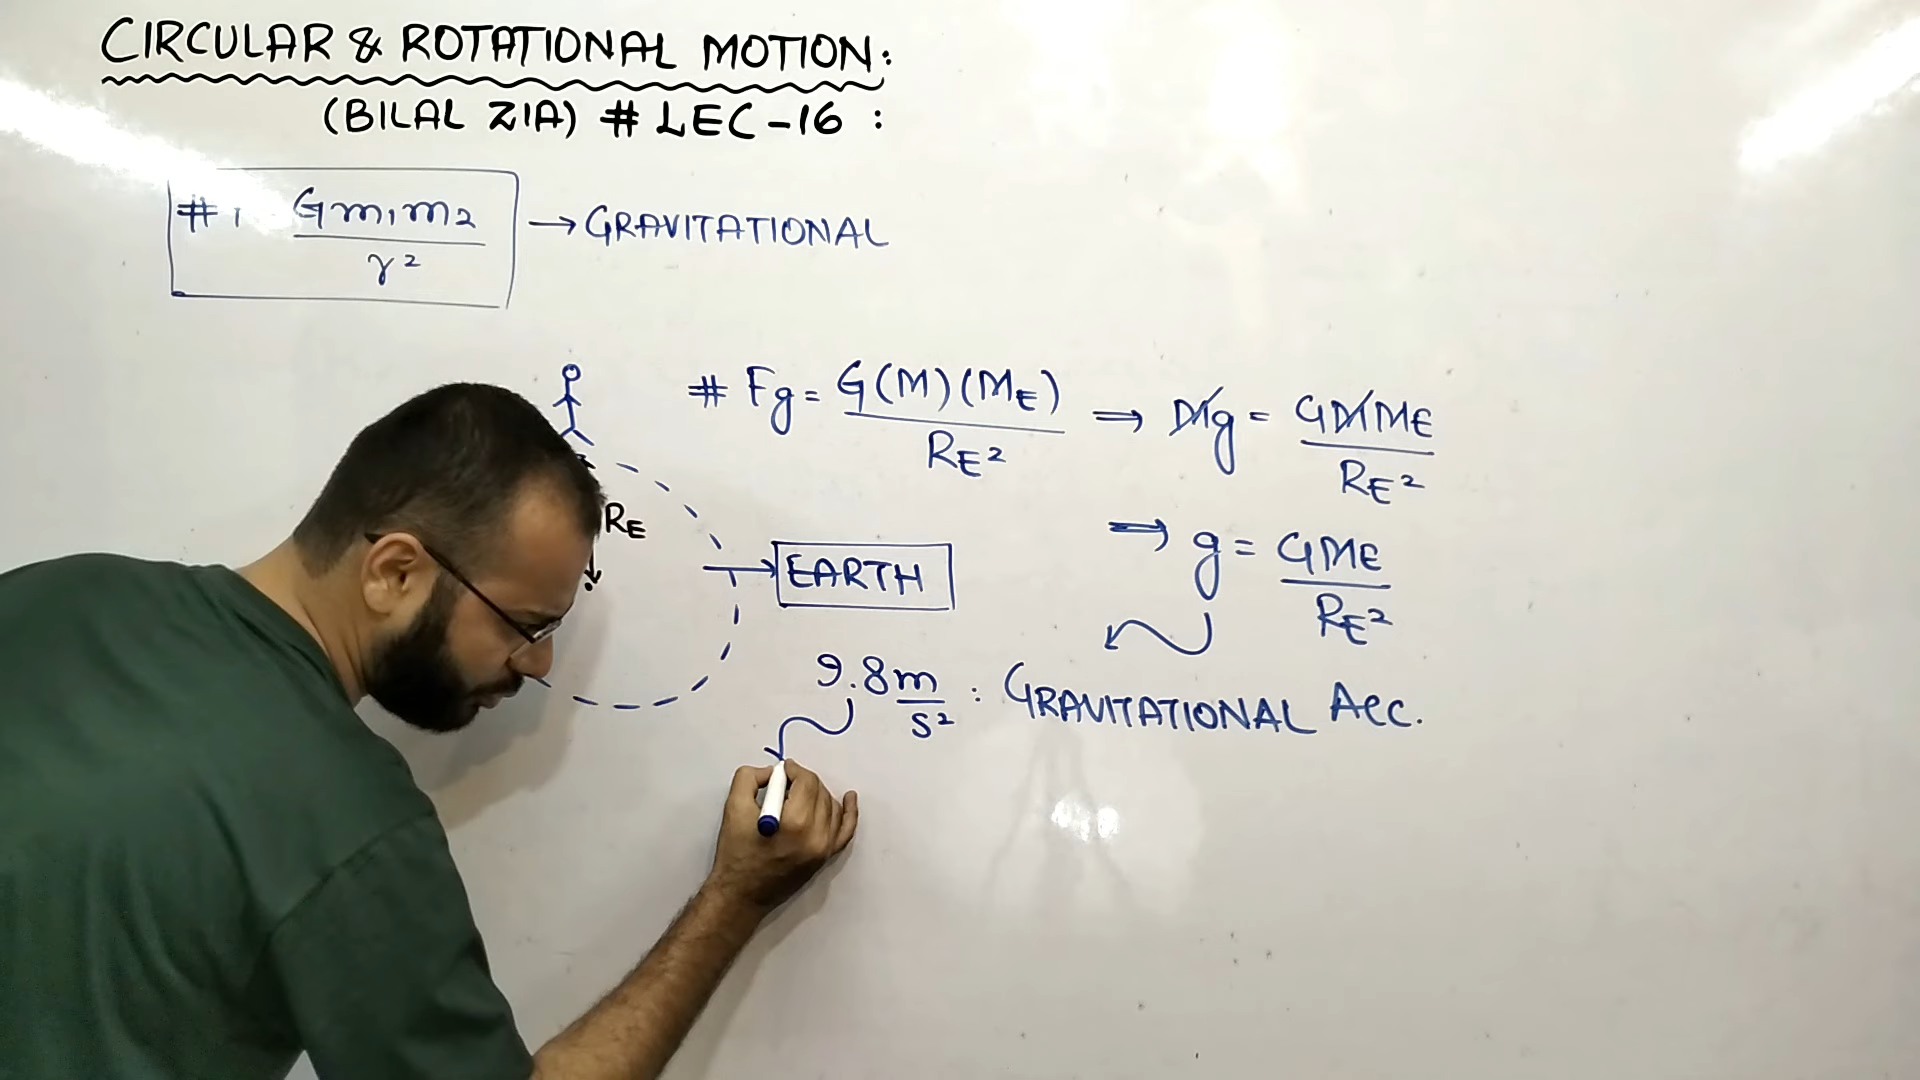 CIRCULAR & ROTATIONAL MOTION:
(BILAL ZIA) # LEC-16 :
# Gm₁m₂ / r² → GRAVITATIONAL
# Fg = G(M)(ME) / RE² ⇒ Mg = GMME / RE²
RE
⇒ g = GME / RE²
→ EARTH
9.8 m/s² : GRAVITATIONAL Acc.